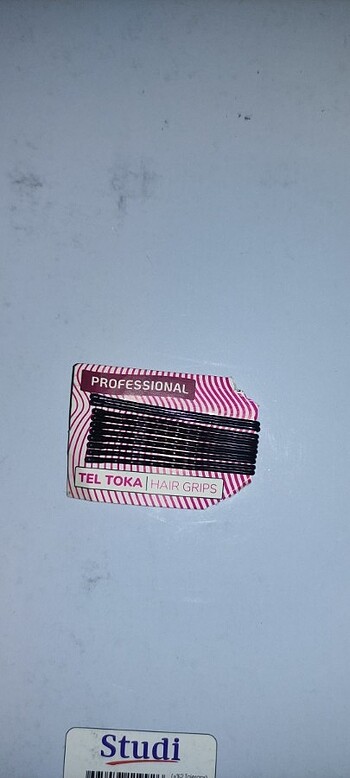 PROFESSIONAL
TEL TOKA | HAIR GRIPS
Studi